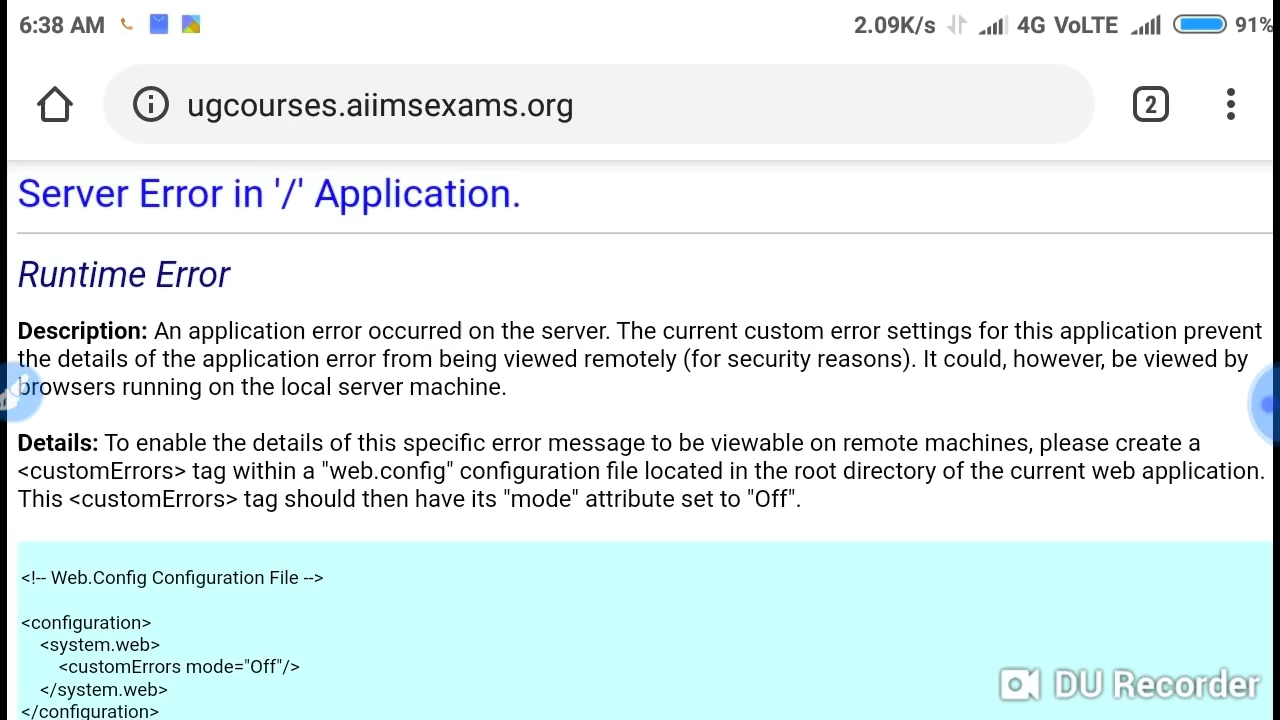 6:38 AM 2.09K/s 4G VoLTE 91%
ugcourses.aiimsexams.org 2
Server Error in '/' Application.
Runtime Error
Description: An application error occurred on the server. The current custom error settings for this application prevent
the details of the application error from being viewed remotely (for security reasons). It could, however, be viewed by
browsers running on the local server machine.
Details: To enable the details of this specific error message to be viewable on remote machines, please create a
<customErrors> tag within a "web.config" configuration file located in the root directory of the current web application.
This <customErrors> tag should then have its "mode" attribute set to "Off".
<!-- Web.Config Configuration File -->
<configuration>
<system.web>
<customErrors mode="Off"/>
</system.web>
</configuration>
DU Recorder